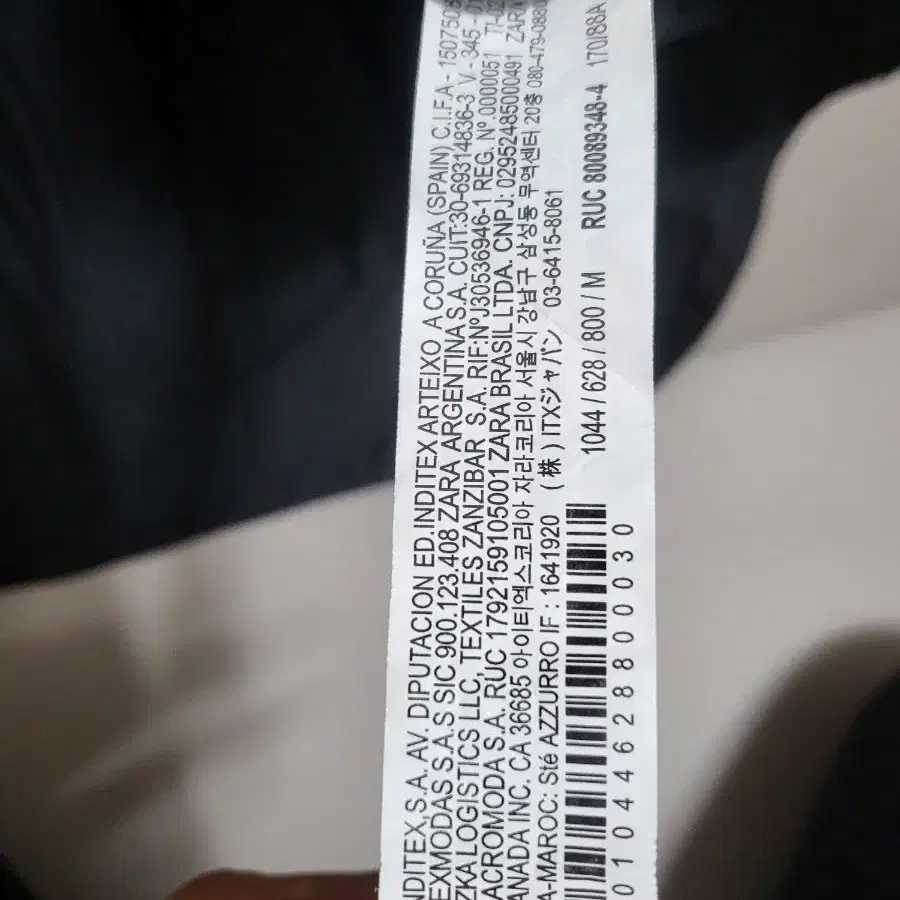 INDITEX,S.A. AV. DIPUTACION ED.INDITEX ARTEIXO A CORUÑA (SPAIN) C.I.F.A - 150750
EXMODAS S.A.S SIC 900.123.408 ZARA ARGENTINA S.A. CUIT:30-69314836-3 V - 345
ZKA LOGISTICS LLC, TEXTILES ZANZIBAR S.A. RIF:NºJ30536946-1 REG. Nº.0000051
ACROMODA S.A. RUC 1792159105001 ZARA BRASIL LTDA. CNPJ: 02952485000491 ZAR
ANADA INC. CA 36685 아이티엑스코리아 자라코리아 서울시 강남구 삼성동 무역센터 20층 080-479-0880
A-MAROC: Sté AZZURRO IF : 1641920 (株) ITXジャパン 03-6415-8061
1044 / 628 / 800 / M RUC 80089348-4 170/88A
01044628800030